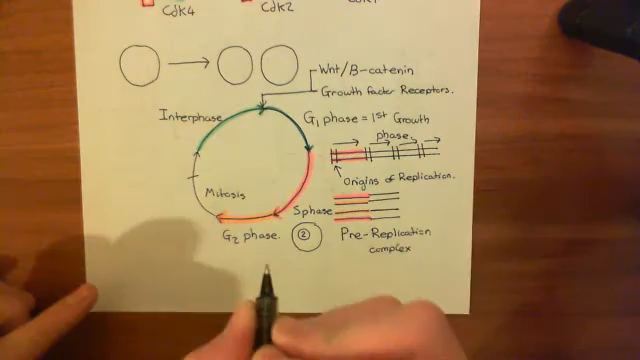 Cdk4
Cdk2
Wnt/B-catenin
Growth factor Receptors.
Interphase
G1 phase = 1st Growth
phase.
Origins of Replication.
Mitosis
S phase
G2 phase.
2
Pre-Replication
complex